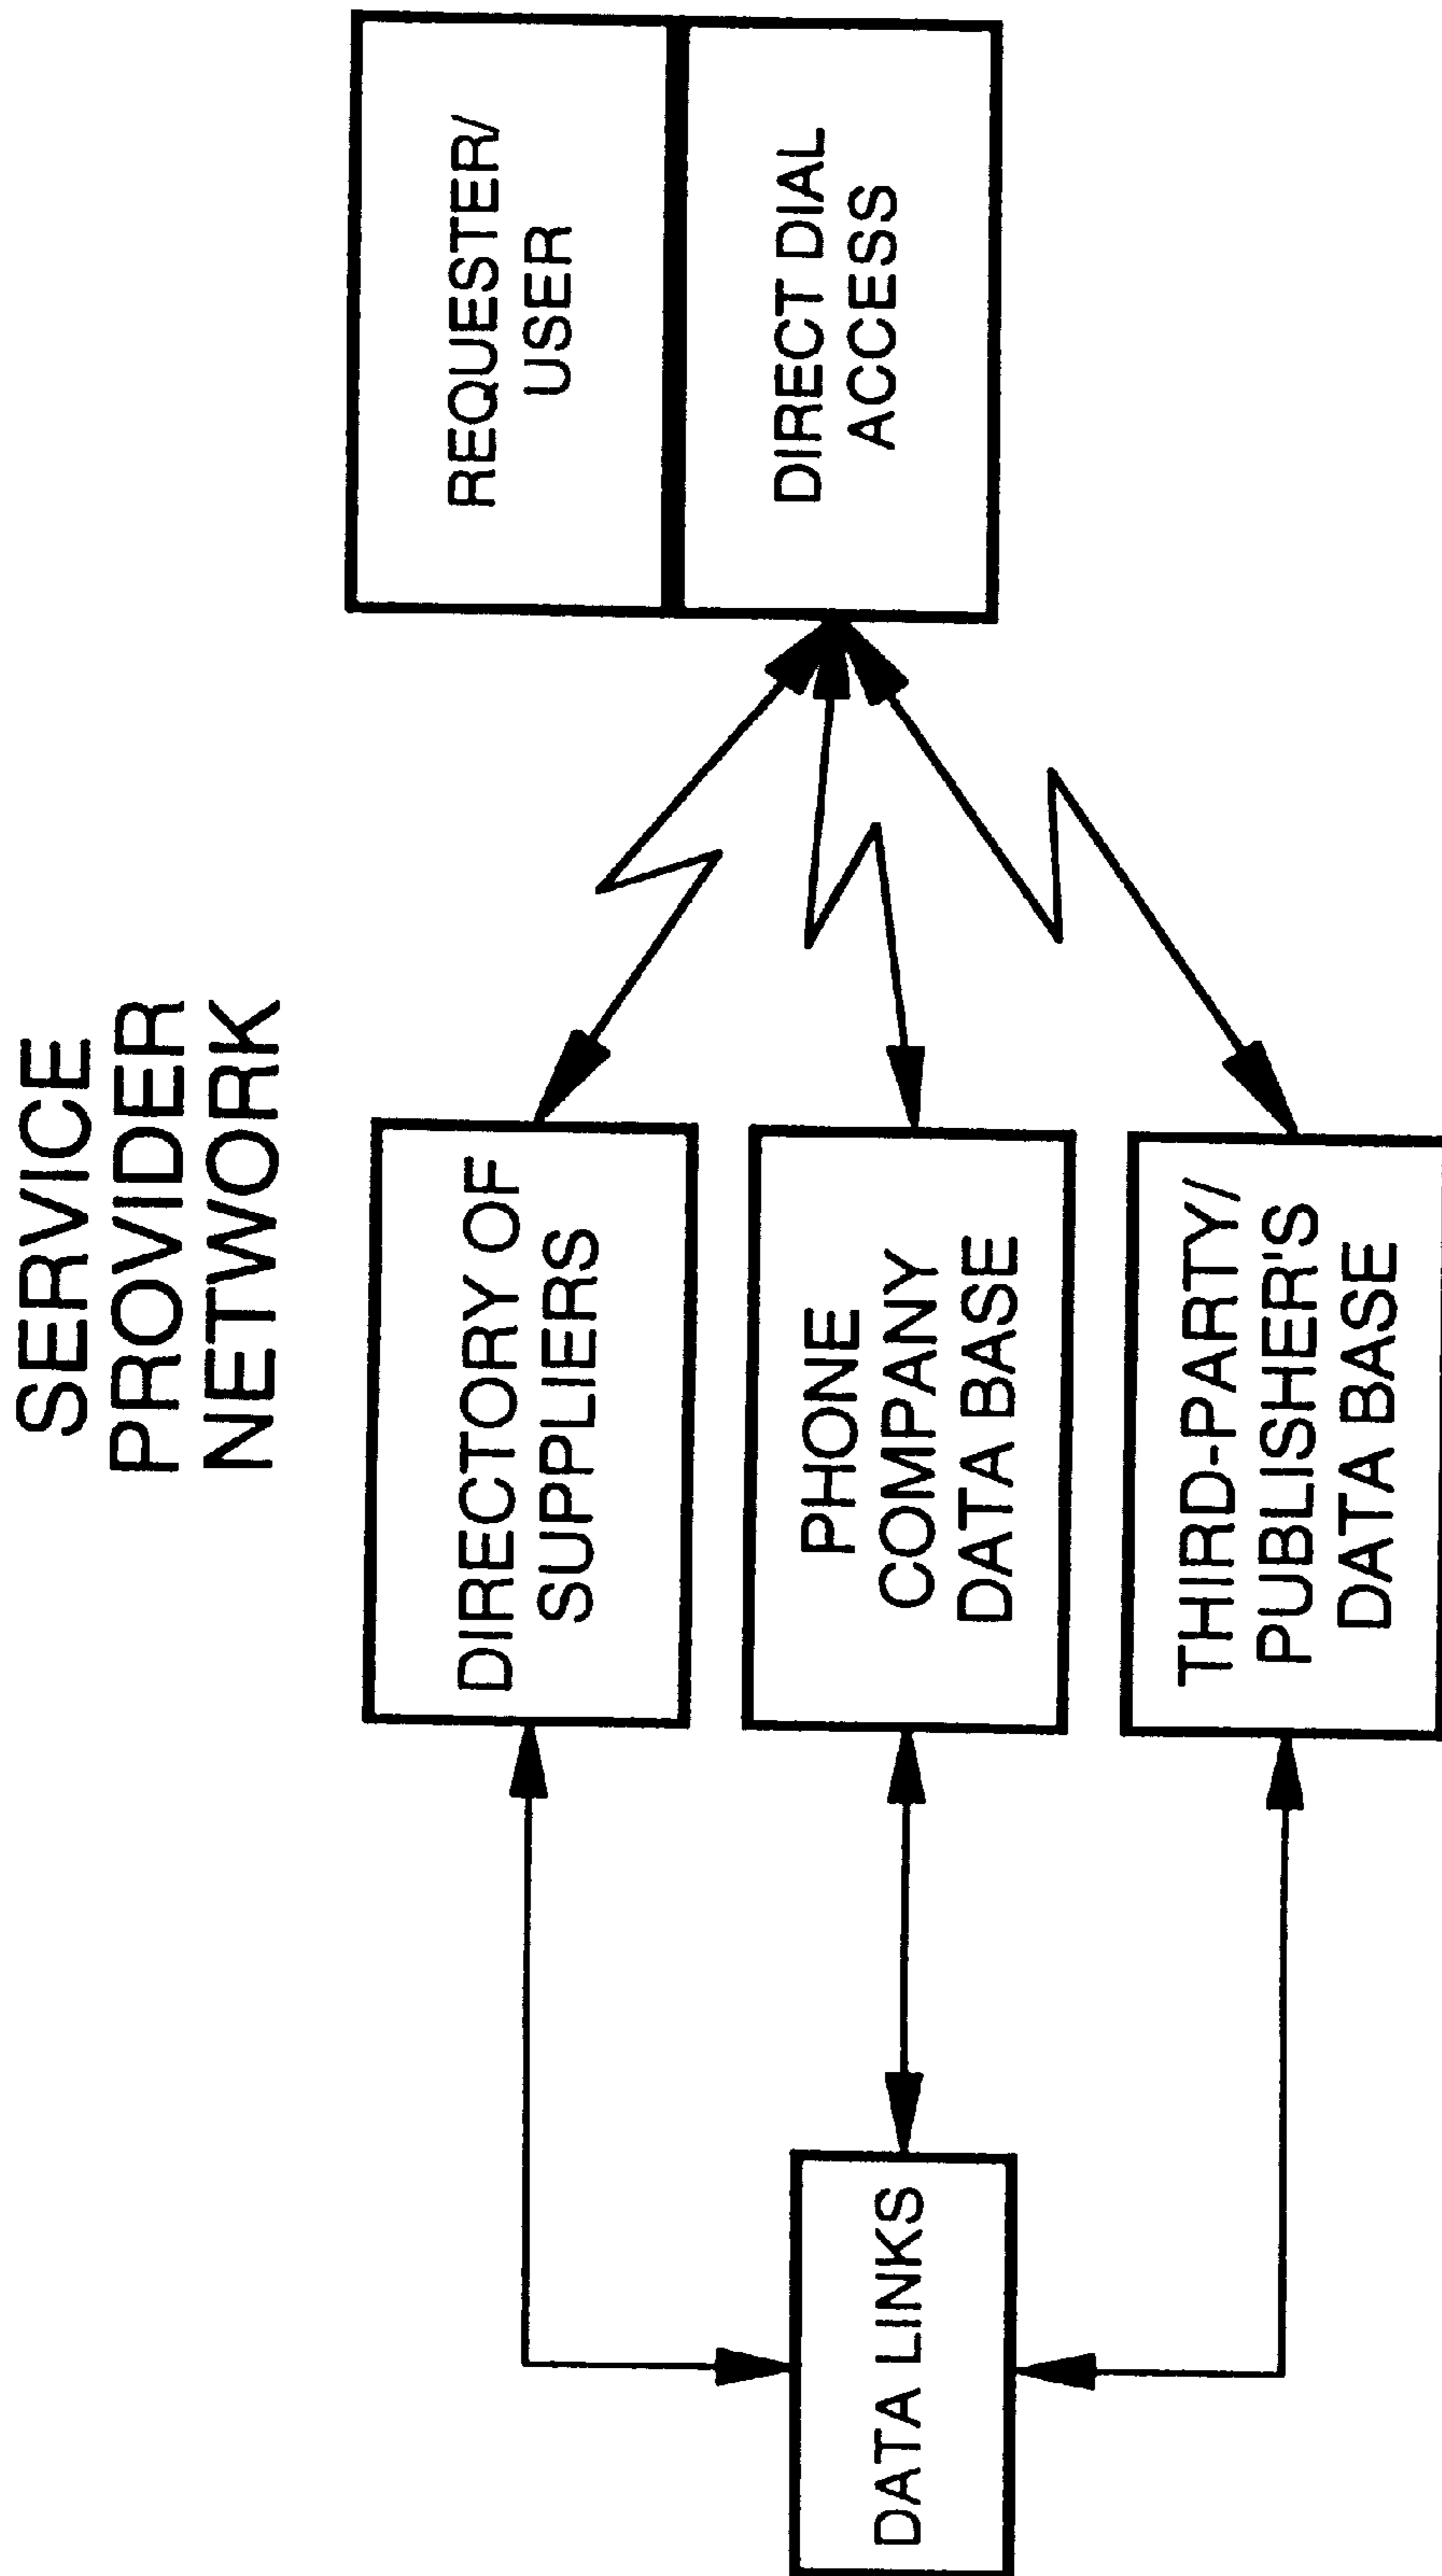 SERVICE
PROVIDER
NETWORK
DATA LINKS
DIRECTORY OF
SUPPLIERS
PHONE
COMPANY
DATA BASE
THIRD-PARTY/
PUBLISHER'S
DATA BASE
REQUESTER/
USER
DIRECT DIAL
ACCESS